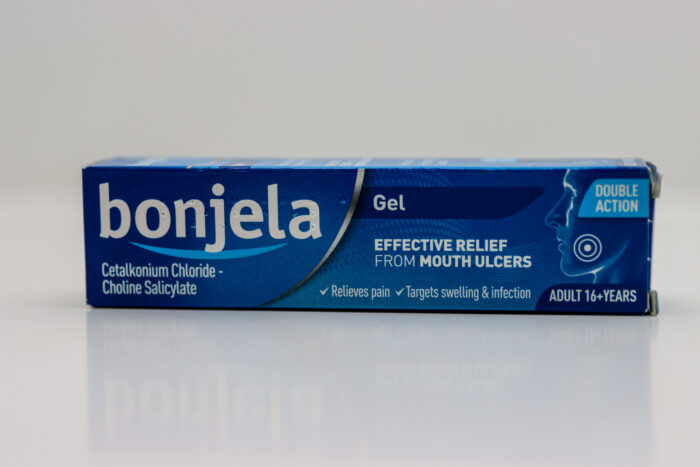 bonjela
Cetalkonium Chloride -
Choline Salicylate
Gel
EFFECTIVE RELIEF
FROM MOUTH ULCERS
✓ Relieves pain ✓ Targets swelling & infection
DOUBLE
ACTION
ADULT 16+YEARS